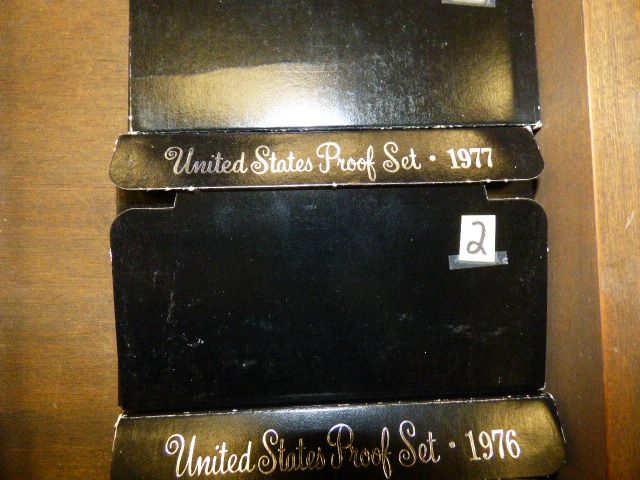 United States Proof Set · 1977
2
United States Proof Set · 1976